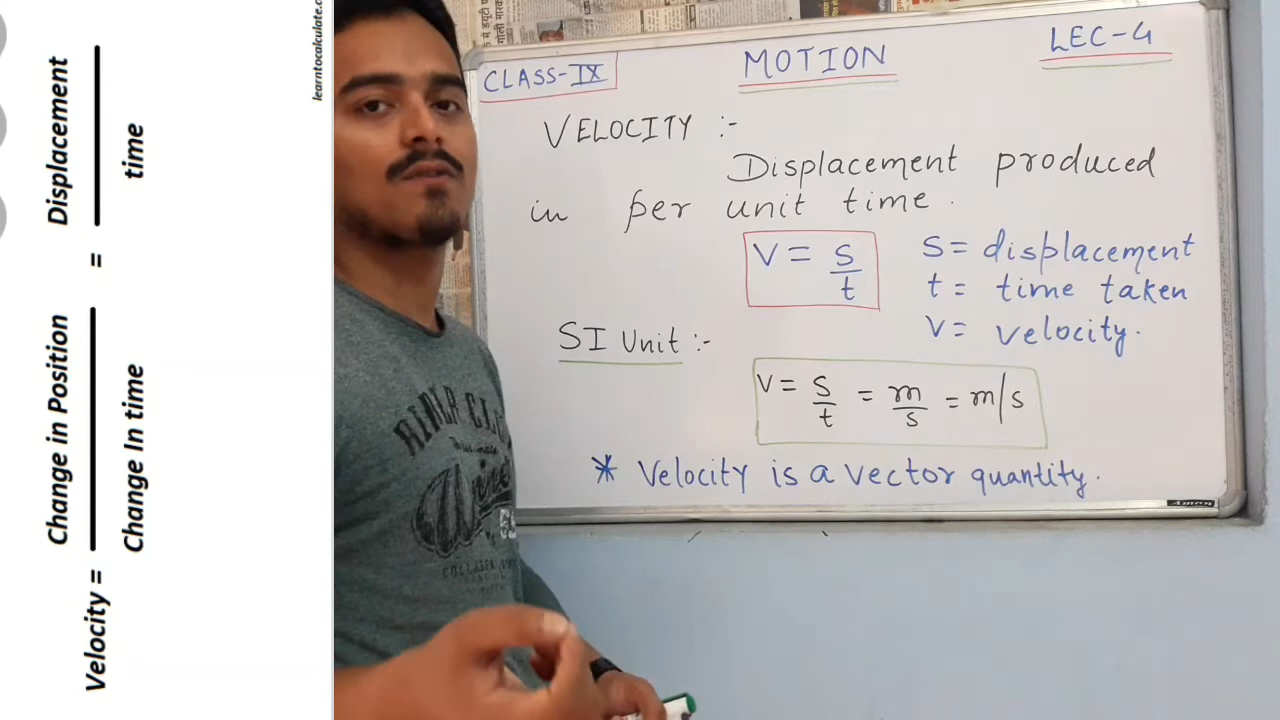 learntocalculate.c
Velocity = Change in Position / Change In time = Displacement / time
CLASS-IX
MOTION
LEC-4
VELOCITY :-
Displacement produced
in per unit time.
V = s/t
S = displacement
t = time taken
V = velocity.
SI Unit :-
V = s/t = m/s = m/s
* Velocity is a vector quantity.